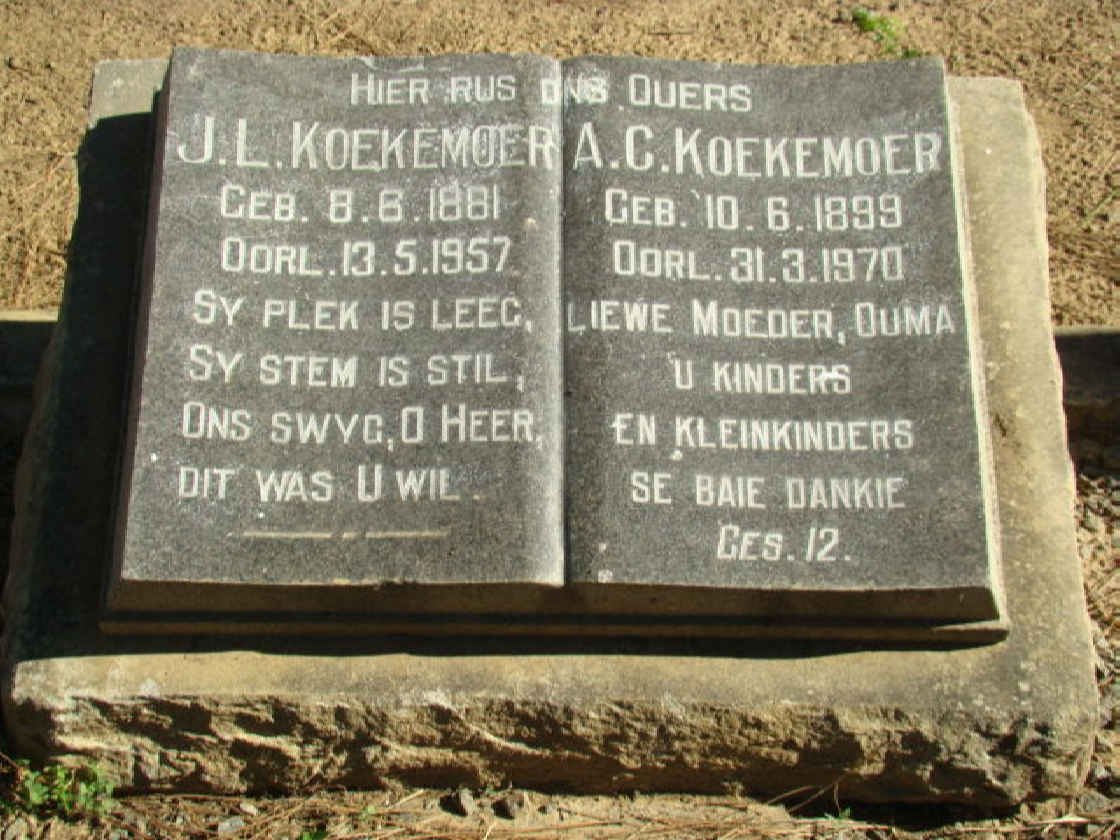 HIER RUS ONS OUERS
J.L. KOEKEMOER
GEB. 8.6.1881
OORL. 13.5.1957
SY PLEK IS LEEG,
SY STEM IS STIL,
ONS SWYG, O HEER,
DIT WAS U WIL.
A.C. KOEKEMOER
GEB. 10.6.1899
OORL. 31.3.1970
LIEWE MOEDER, OUMA
U KINDERS
EN KLEINKINDERS
SE BAIE DANKIE
GES. 12.